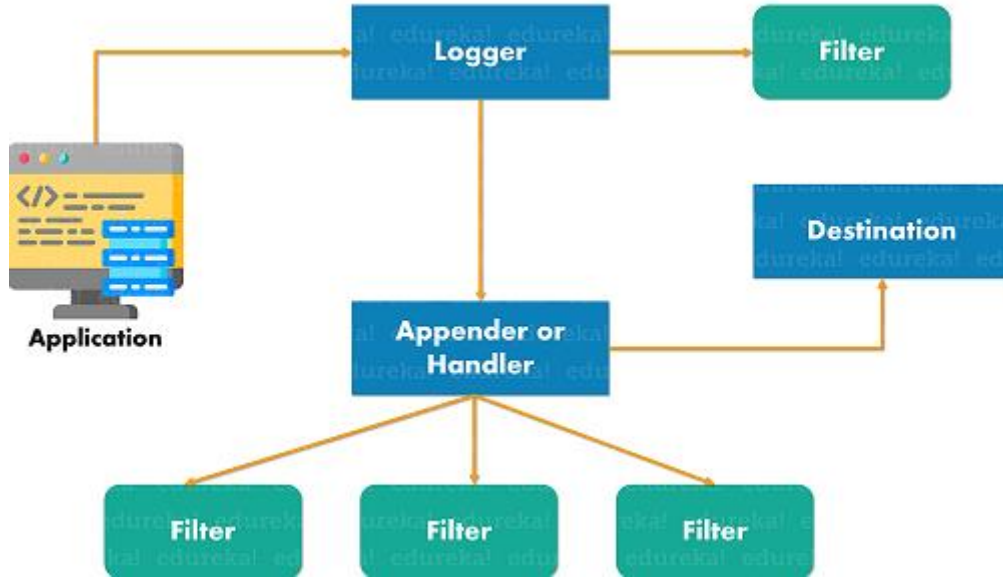 Logger
Filter
</>
Destination
Application
Appender or
Handler
Filter
Filter
Filter